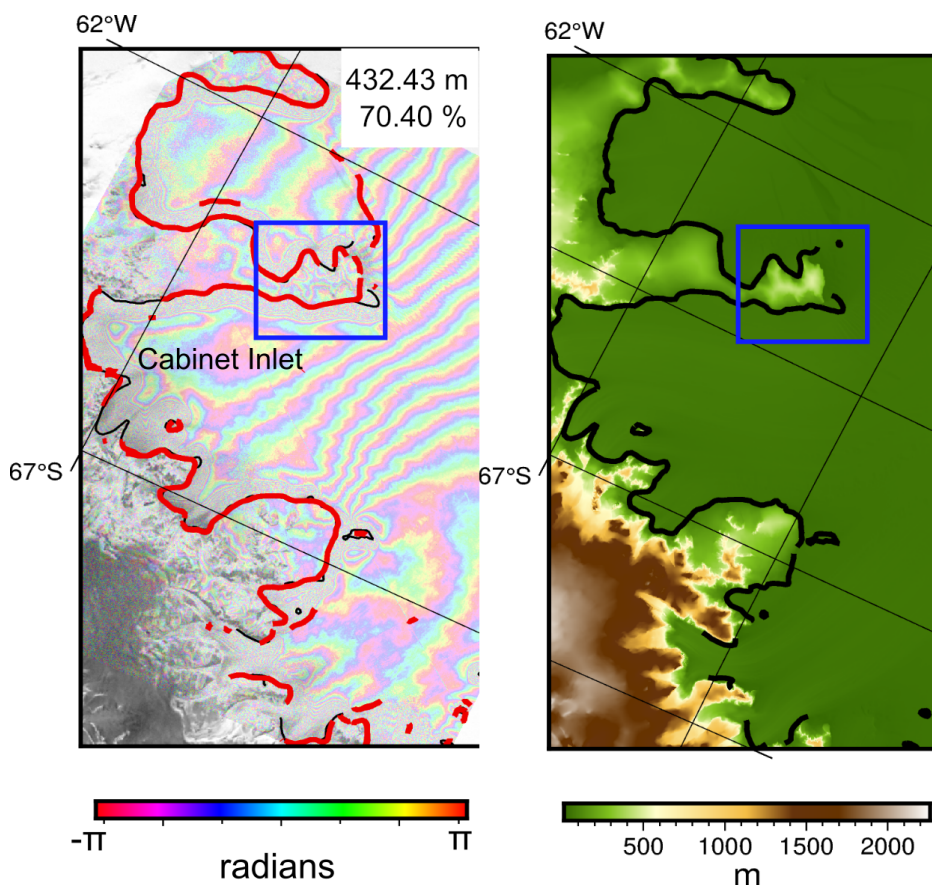 62°W
62°W
432.43 m
70.40 %
Cabinet Inlet
67°S
67°S
-π
π
radians
500
1000
1500
2000
m